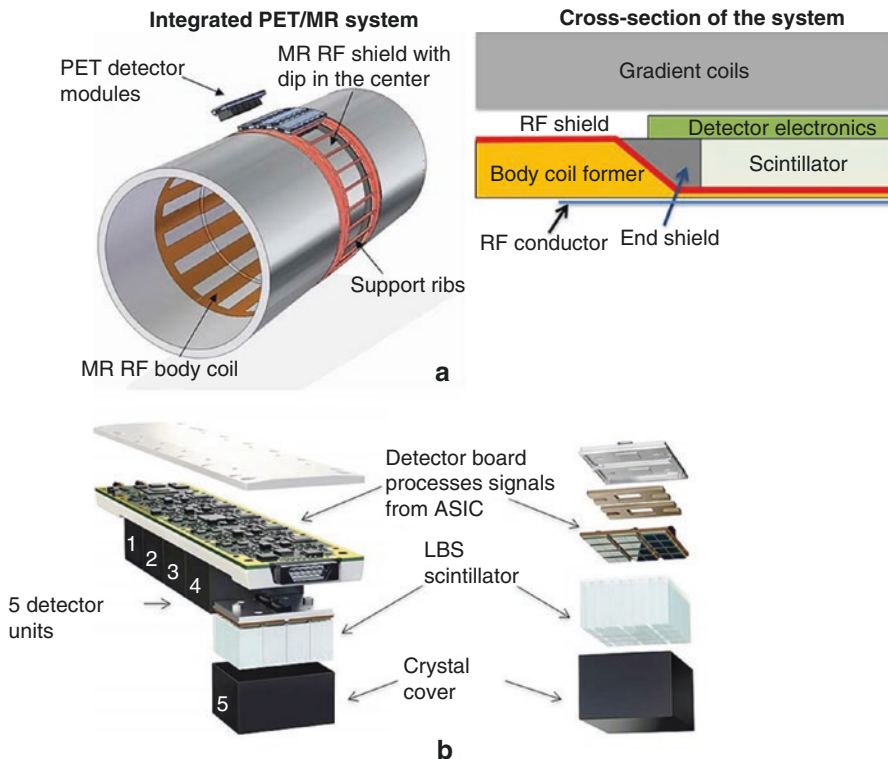 Integrated PET/MR system
Cross-section of the system
PET detector
modules
MR RF shield with
dip in the center
Support ribs
MR RF body coil
a
Gradient coils
RF shield
Detector electronics
Body coil former
Scintillator
RF conductor
End shield
Detector board
processes signals
from ASIC
1
2
3
4
LBS
scintillator
5 detector
units
Crystal
cover
5
b